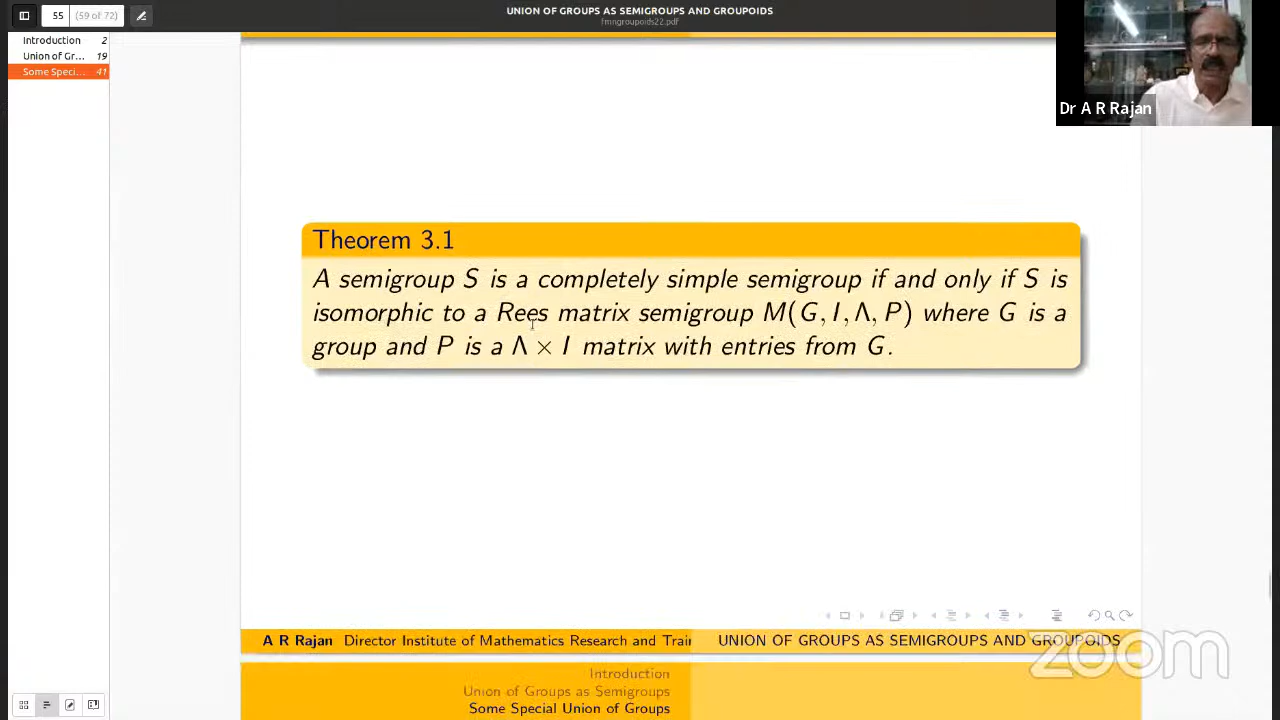 UNION OF GROUPS AS SEMIGROUPS AND GROUPOIDS
fmngroupoids22.pdf
55 (59 of 72)
Introduction 2
Union of Gr... 19
Some Speci... 41
Dr A R Rajan
Theorem 3.1
A semigroup S is a completely simple semigroup if and only if S is
isomorphic to a Rees matrix semigroup M(G, I, Λ, P) where G is a
group and P is a Λ × I matrix with entries from G.
A R Rajan Director Institute of Mathematics Research and Trai UNION OF GROUPS AS SEMIGROUPS AND GROUPOIDS
zoom
Introduction
Union of Groups as Semigroups
Some Special Union of Groups